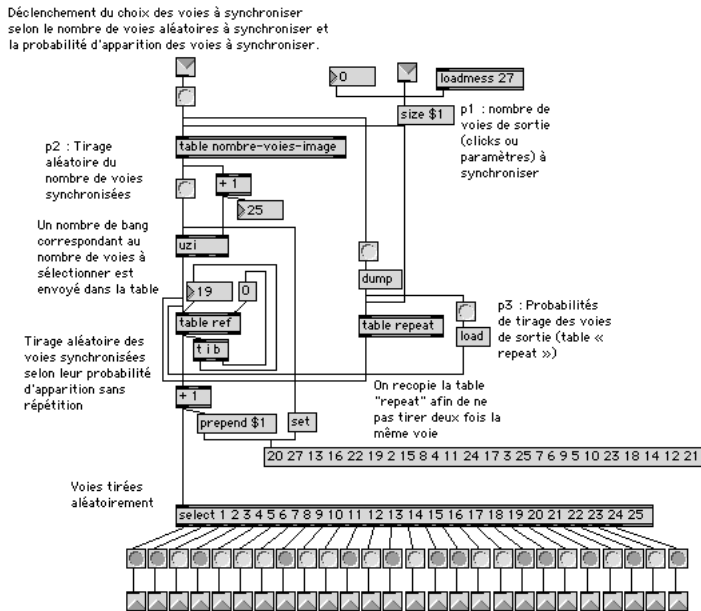 Déclenchement du choix des voies à synchroniser
selon le nombre de voies aléatoires à synchroniser et
la probabilité d'apparition des voies à synchroniser.
0
loadmess 27
size $1
p1 : nombre de
voies de sortie
(clicks ou
paramètres) à
synchroniser
table nombre-voies-image
p2 : Tirage
aléatoire du
nombre de voies
synchronisées
+ 1
25
Un nombre de bang
correspondant au
nombre de voies à
sélectionner est
envoyé dans la table
uzi
dump
19
0
table ref
table repeat
load
p3 : Probabilités
de tirage des voies
de sortie (table «
repeat »)
t i b
Tirage aléatoire des
voies synchronisées
selon leur probabilité
d'apparition sans
répétition
+ 1
On recopie la table
"repeat" afin de ne
pas tirer deux fois la
même voie
prepend $1
set
20 27 13 16 22 19 2 15 8 4 11 24 17 3 25 7 6 9 5 10 23 18 14 12 21
Voies tirées
aléatoirement
select 1 2 3 4 5 6 7 8 9 10 11 12 13 14 15 16 17 18 19 20 21 22 23 24 25